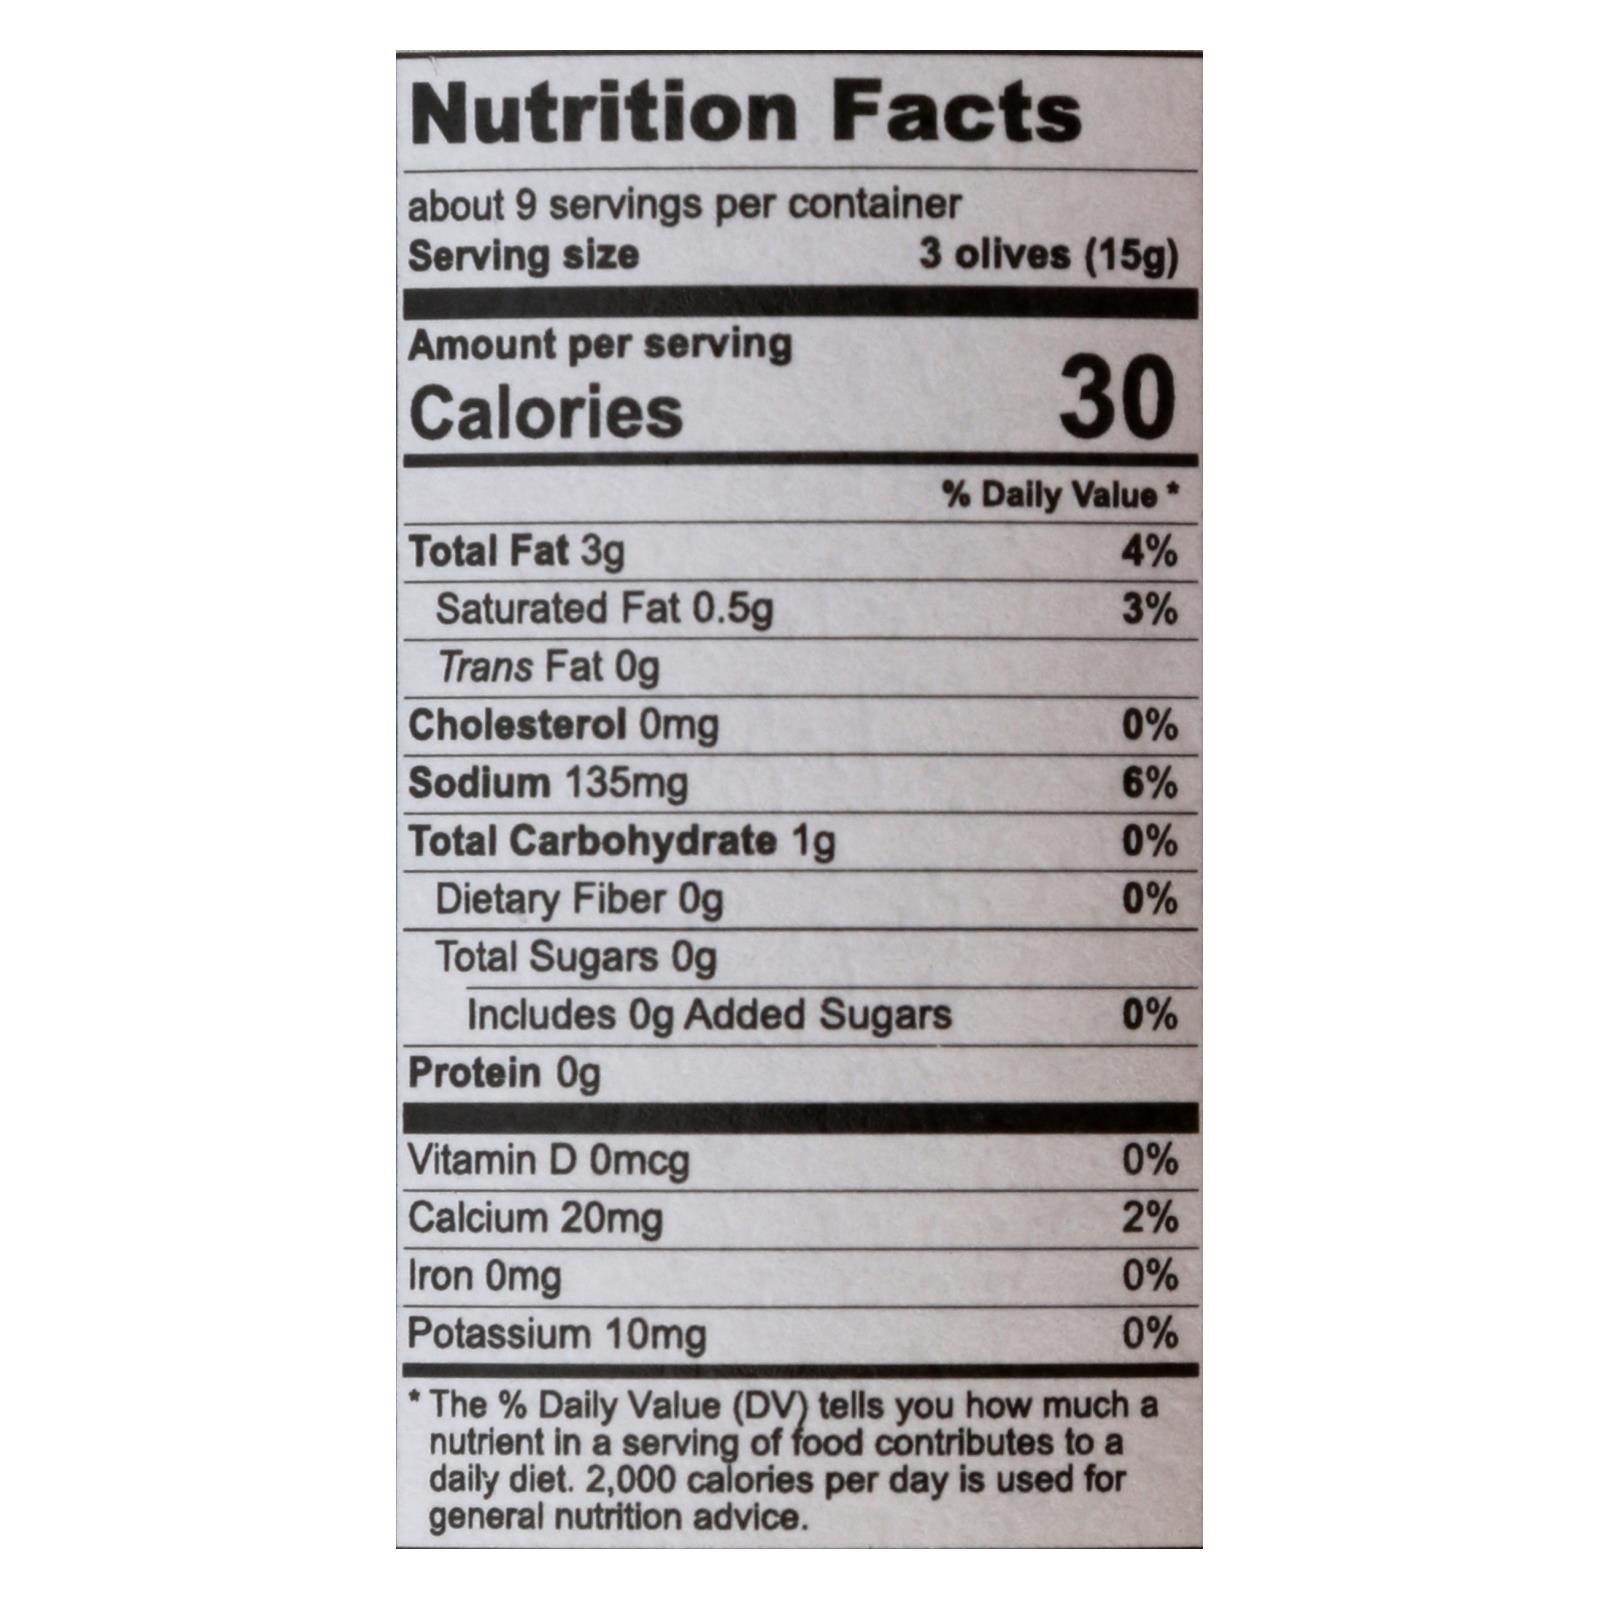 Nutrition Facts
about 9 servings per container
Serving size 3 olives (15g)
Amount per serving
Calories 30
% Daily Value *
Total Fat 3g 4%
Saturated Fat 0.5g 3%
Trans Fat 0g
Cholesterol 0mg 0%
Sodium 135mg 6%
Total Carbohydrate 1g 0%
Dietary Fiber 0g 0%
Total Sugars 0g
Includes 0g Added Sugars 0%
Protein 0g
Vitamin D 0mcg 0%
Calcium 20mg 2%
Iron 0mg 0%
Potassium 10mg 0%
* The % Daily Value (DV) tells you how much a
nutrient in a serving of food contributes to a
daily diet. 2,000 calories per day is used for
general nutrition advice.